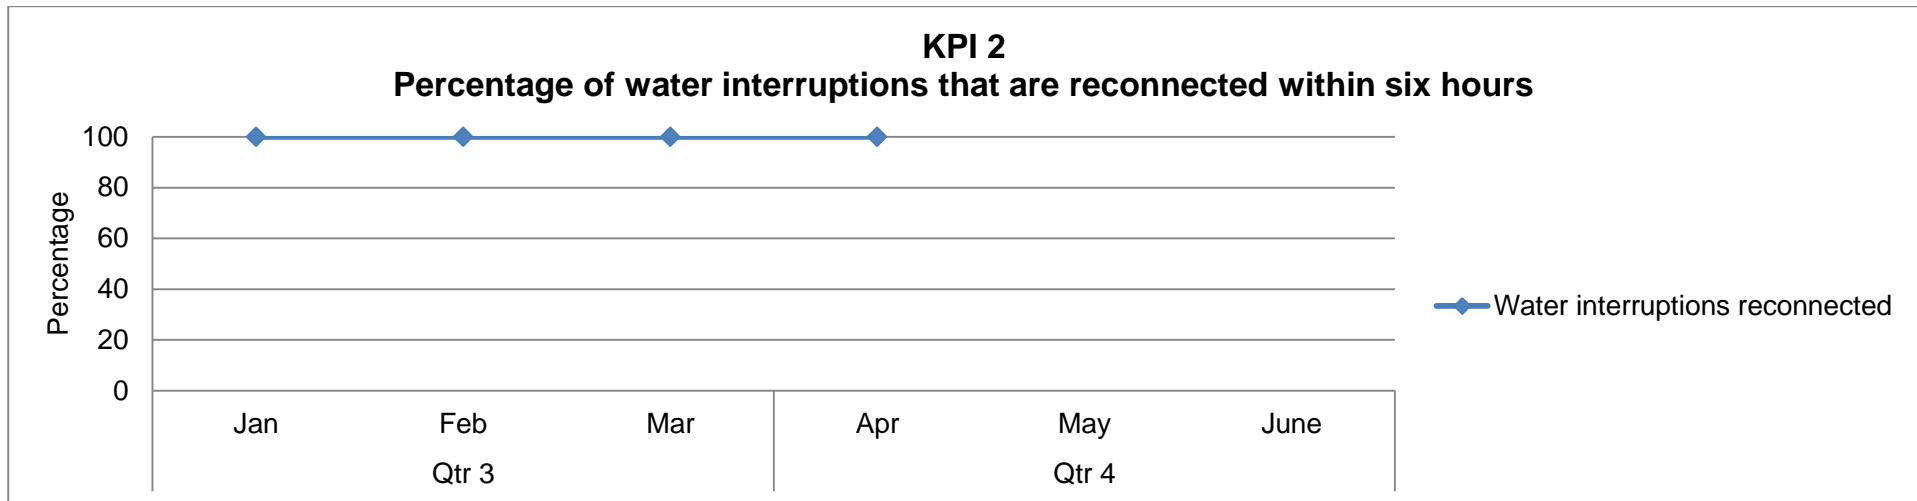 KPI 2
Percentage of water interruptions that are reconnected within six hours
100
80
60
40
20
0
Percentage
Jan Feb Mar Apr May June
Qtr 3 Qtr 4
Water interruptions reconnected